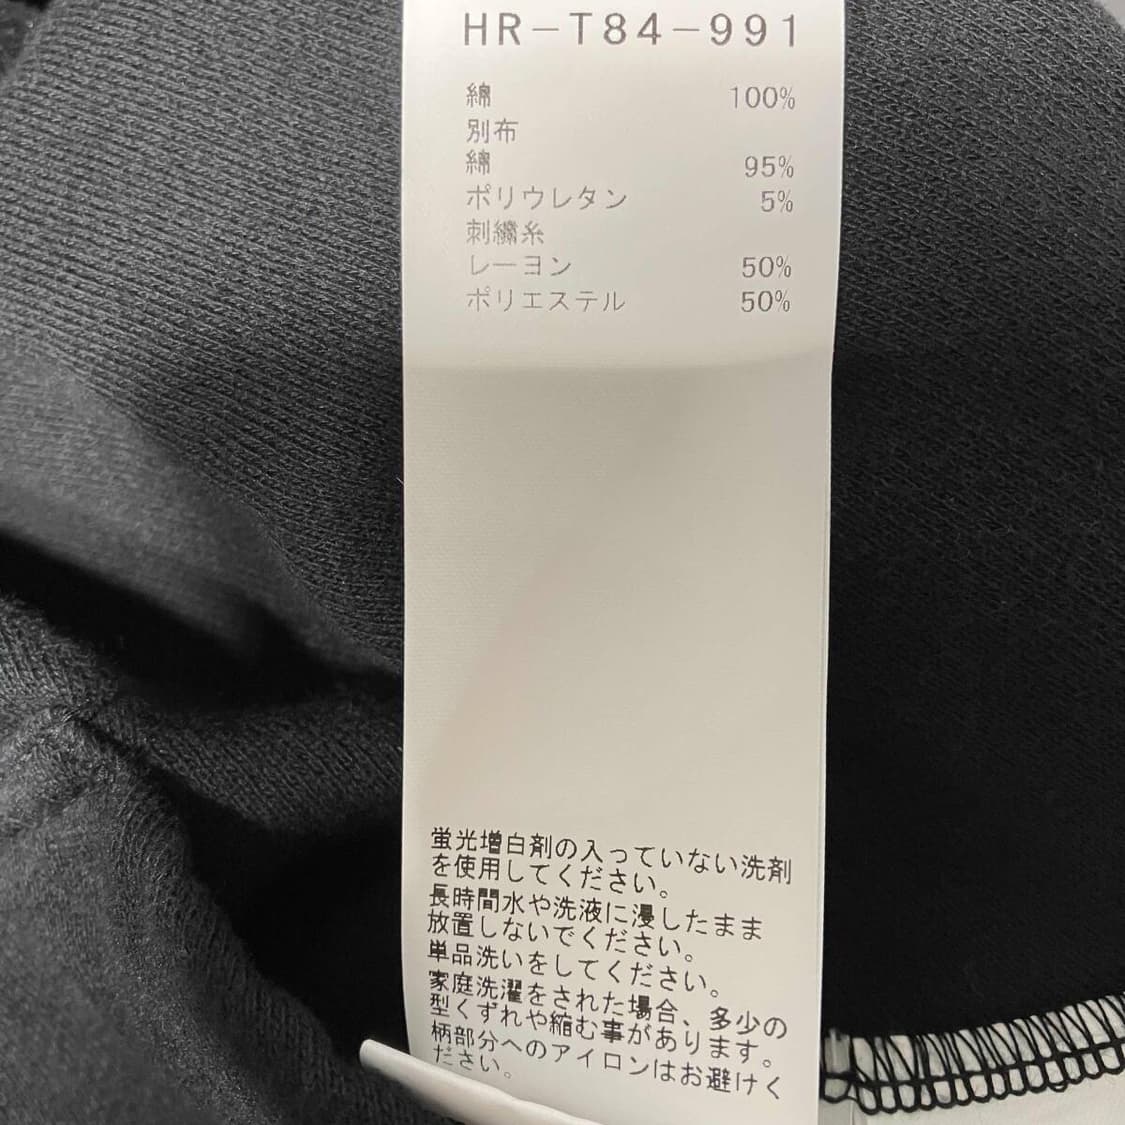 HR-T84-991
綿 100%
別布
綿 95%
ポリウレタン 5%
刺繍糸
レーヨン 50%
ポリエステル 50%
蛍光増白剤の入っていない洗剤
を使用してください。
長時間水や洗液に浸したまま
放置しないでください。
単品洗いをしてください。
家庭洗濯をされた場合、多少の
型くずれや縮む事があります。
柄部分へのアイロンはお避けく
ださい。